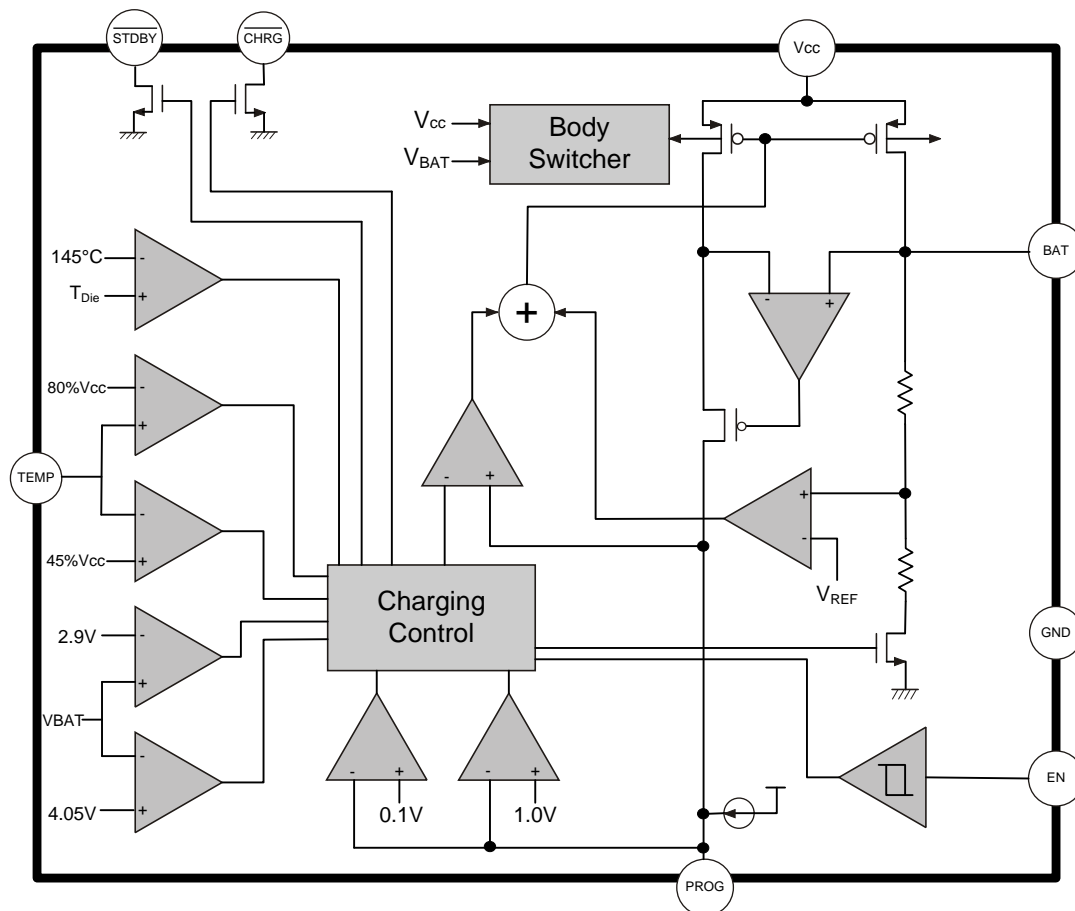 STDBY
CHRG
Vcc
Vcc
VBAT
Body
Switcher
145°C
-
TDie
+
BAT
-
+
+
80%Vcc
-
+
TEMP
-
+
-
45%Vcc
+
+
-
VREF
Charging
Control
2.9V
-
+
VBAT
-
4.05V
+
GND
-
+
-
+
0.1V
1.0V
EN
PROG